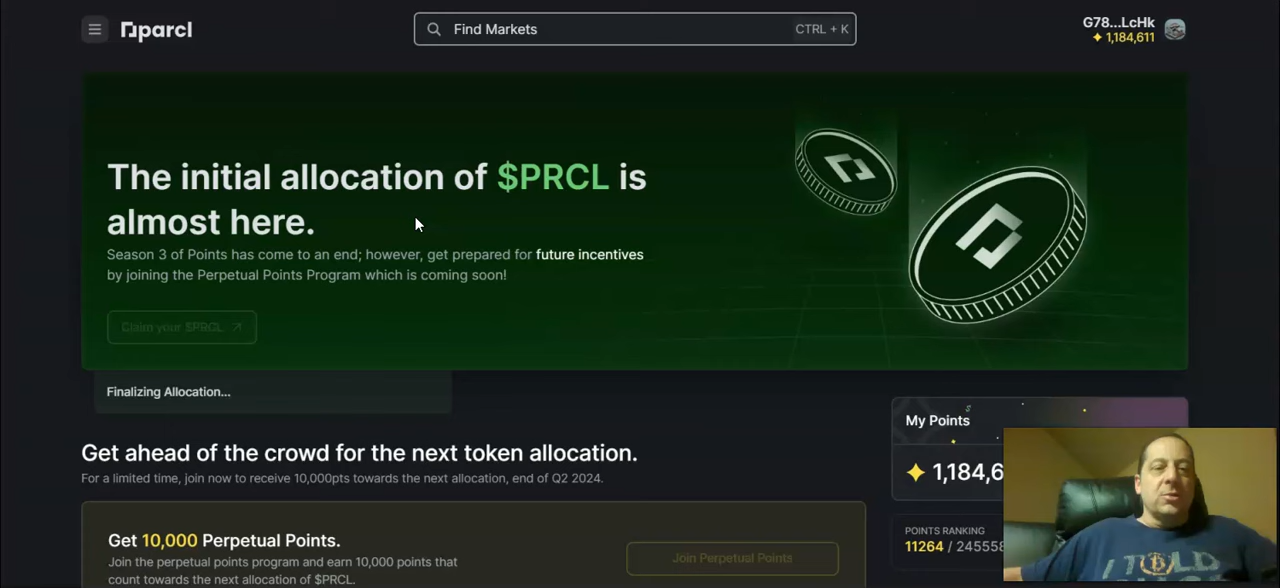 parcl
Find Markets
CTRL + K
G78...LcHk
1,184,611
The initial allocation of $PRCL is
almost here.
Season 3 of Points has come to an end; however, get prepared for future incentives
by joining the Perpetual Points Program which is coming soon!
Claim your $PRCL
Finalizing Allocation...
My Points
1,184,6
Get ahead of the crowd for the next token allocation.
For a limited time, join now to receive 10,000pts towards the next allocation, end of Q2 2024.
POINTS RANKING
11264 / 245558
Get 10,000 Perpetual Points.
Join the perpetual points program and earn 10,000 points that
count towards the next allocation of $PRCL.
Join Perpetual Points
I TOLD